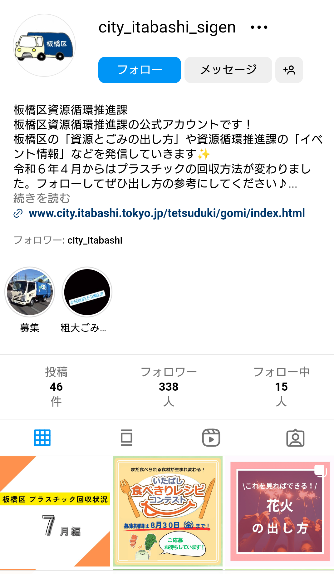 city_itabashi_sigen
板橋区
フォロー
メッセージ
板橋区資源循環推進課
板橋区資源循環推進課の公式アカウントです！
板橋区の「資源とごみの出し方」や資源循環推進課の「イベ
ント情報」などを発信していきます✨
令和６年４月からはプラスチックの回収方法が変わりまし
た。フォローしてぜひ出し方の参考にしてください♪...
続きを読む
www.city.itabashi.tokyo.jp/tetsuduki/gomi/index.html
フォロワー: city_itabashi
募集
粗大ごみ...
投稿
46
件
フォロワー
338
人
フォロー中
15
人
板橋区 プラスチック回収状況
7月編
いたばし
食べきりレシピ
コンテスト
募集期間は8月30日(金)まで！
ご応募
お待ちしています！
\これを見ればできる！/
花火
の出し方